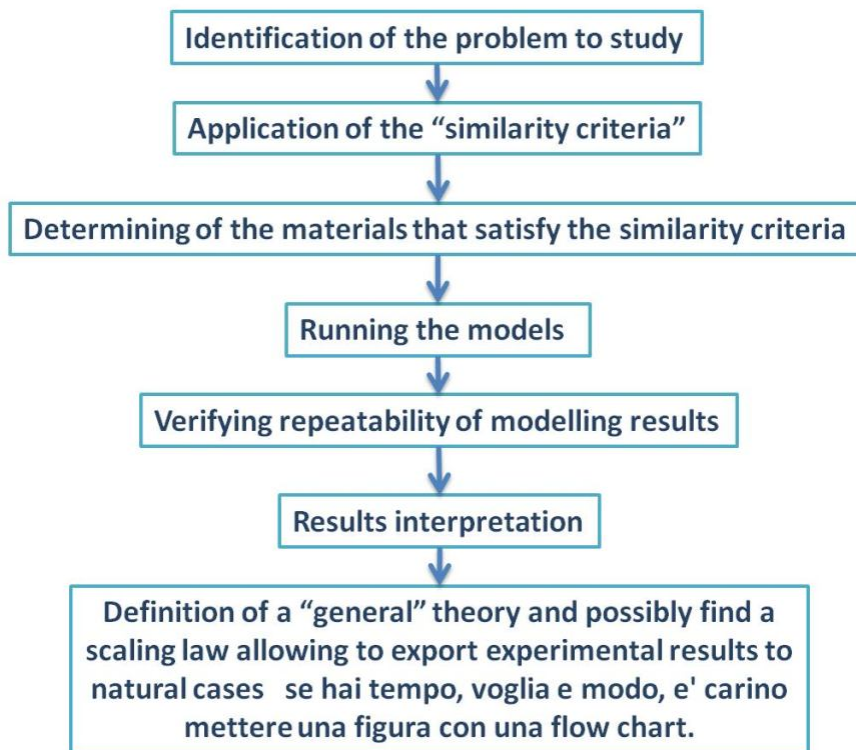 Identification of the problem to study
Application of the “similarity criteria”
Determining of the materials that satisfy the similarity criteria
Running the models
Verifying repeatability of modelling results
Results interpretation
Definition of a “general” theory and possibly find a
scaling law allowing to export experimental results to
natural cases se hai tempo, voglia e modo, e' carino
mettere una figura con una flow chart.